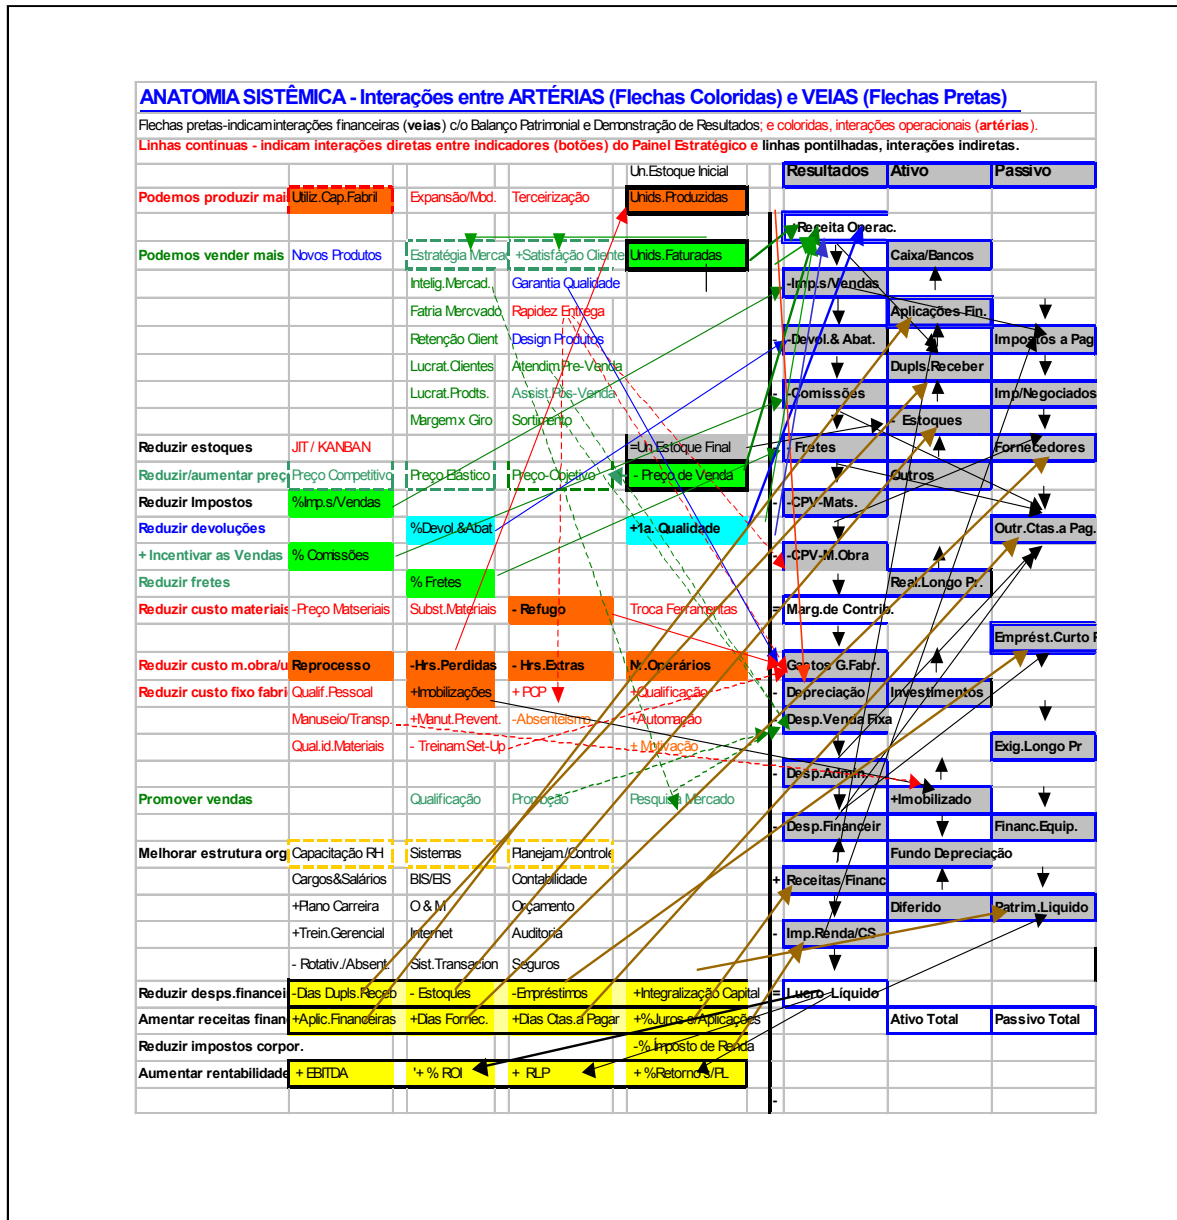 ANATOMIA SISTÊMICA - Interações entre ARTÉRIAS (Flechas Coloridas) e VEIAS (Flechas Pretas)
Flechas pretas-indicam interações financeiras (veias) c/o Balanço Patrimonial e Demonstração de Resultados; e coloridas, interações operacionais (artérias).
Linhas contínuas - indicam interações diretas entre indicadores (botões) do Painel Estratégico e linhas pontilhadas, interações indiretas.
Un.Estoque Inicial Resultados Ativo Passivo
Podemos produzir mai Utiliz.Cap.Fabril Expansão/Mod. Terceirização Unids.Produzidas
+Receita Operac.
Podemos vender mais Novos Produtos Estratégia Merca +Satisfação Cliente Unids.Faturadas Caixa/Bancos
Intelig.Mercad. Garantia Qualidade -Imp.s/Vendas
Fatria Mercvado Rapidez Entrega Aplicações Fin.
Retenção Client Design Produtos -Devol.& Abat. Impostos a Pag
Lucrat.Clientes Atendim.Pre-Venda Dupls.Receber
Lucrat.Prodts. Assist.Pós-Venda - -Comissões Imp/Negociados
Margem x Giro Sortimento - Estoques
Reduzir estoques JIT / KANBAN =Un.Estoque Final - - Fretes Fornecedores
Reduzir/aumentar preç Preço Competitivo Preço Elástico Preço-Objetivo - Preço de Venda Outros
Reduzir Impostos %Imp.s/Vendas - -CPV-Mats.
Reduzir devoluções %Devol.&Abat +1a. Qualidade Outr.Ctas.a Pag.
+ Incentivar as Vendas % Comissões - -CPV-M.Obra
Reduzir fretes % Fretes Real.Longo Pr.
Reduzir custo materiais -Preço Matseriais Subst.Materiais - Refugo Troca Ferramentas = Marg.de Contrib.
Emprést.Curto P
Reduzir custo m.obra/u Reprocesso -Hrs.Perdidas - Hrs.Extras Nr.Operários - Gastos G.Fabr.
Reduzir custo fixo fabri Qualif.Pessoal +Imobilizações + PCP +Qualificação - Depreciação Investimentos
Manuseio/Transp. +Manut.Prevent. -Absenteismo +Automação - Desp.Venda Fixa
Qual.id.Materiais - Treinam.Set-Up + Motivação Exig.Longo Pr
- Desp.Admin.
Promover vendas Qualificação Promoção Pesquisa Mercado +Imobilizado
- Desp.Financeir Financ.Equip.
Melhorar estrutura org Capacitação RH Sistemas Planejam./Controle Fundo Depreciação
Cargos&Salários BIS/EIS Contabilidade + Receitas Financ
+Plano Carreira O & M Orçamento Diferido Patrim.Liquido
+Trein.Gerencial Internet Auditoria - Imp.Renda/CS
- Rotativ./Absent. Sist.Transacion Seguros
Reduzir desps.financei -Dias Dupls.Receb - Estoques -Empréstimos +Integralização Capital = Lucro Líquido
Amentar receitas finan +Aplic.Financeiras +Dias Fornec. +Dias Ctas.a Pagar +%Juros s/Aplicações Ativo Total Passivo Total
Reduzir impostos corpor. -% Imposto de Renda
Aumentar rentabilidade + EBITDA '+ % ROI + RLP + %Retorno s/PL
-